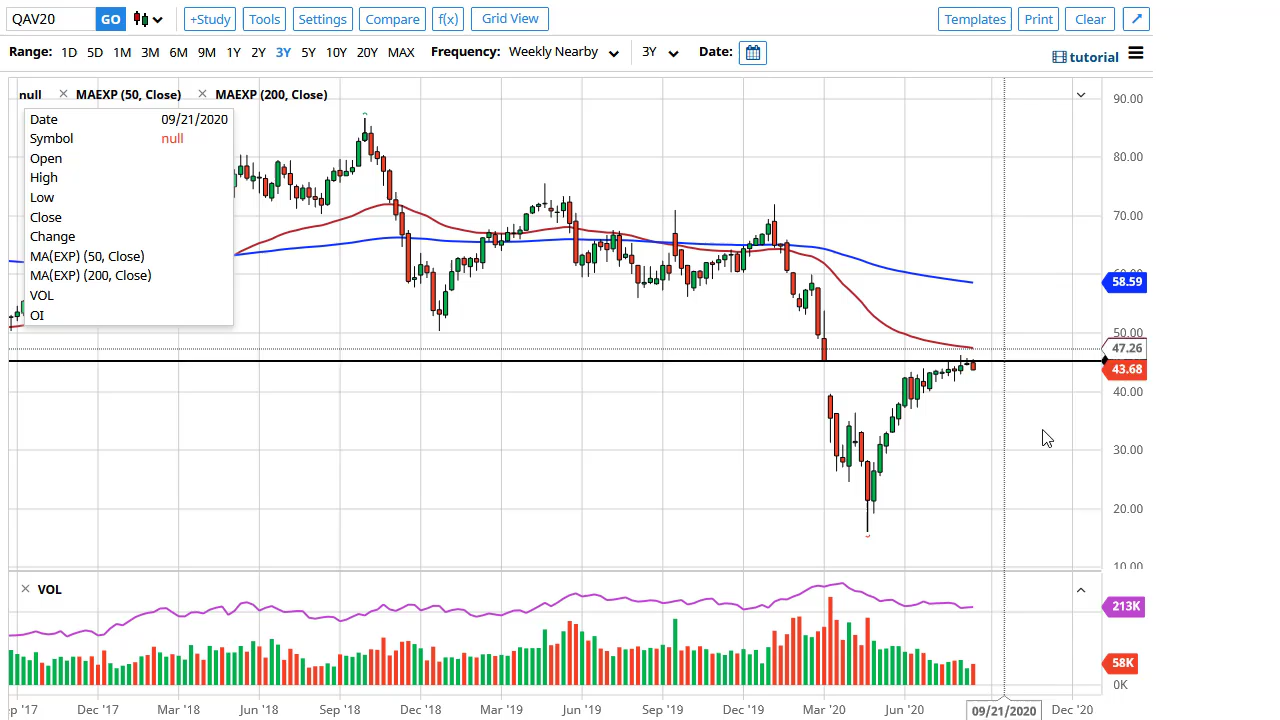 QAV20 GO +Study Tools Settings Compare f(x) Grid View Templates Print Clear
Range: 1D 5D 1M 3M 6M 9M 1Y 2Y 3Y 5Y 10Y 20Y MAX Frequency: Weekly Nearby 3Y Date: tutorial
null × MAEXP (50, Close) × MAEXP (200, Close)
Date 09/21/2020
Symbol null
Open
High
Low
Close
Change
MA(EXP) (50, Close)
MA(EXP) (200, Close)
VOL
OI
90.00
80.00
70.00
60.00
58.59
50.00
47.26
43.68
40.00
30.00
20.00
10.00
× VOL
213K
58K
0K
ep '17 Dec '17 Mar '18 Jun '18 Sep '18 Dec '18 Mar '19 Jun '19 Sep '19 Dec '19 Mar '20 Jun '20 09/21/2020 Dec '20